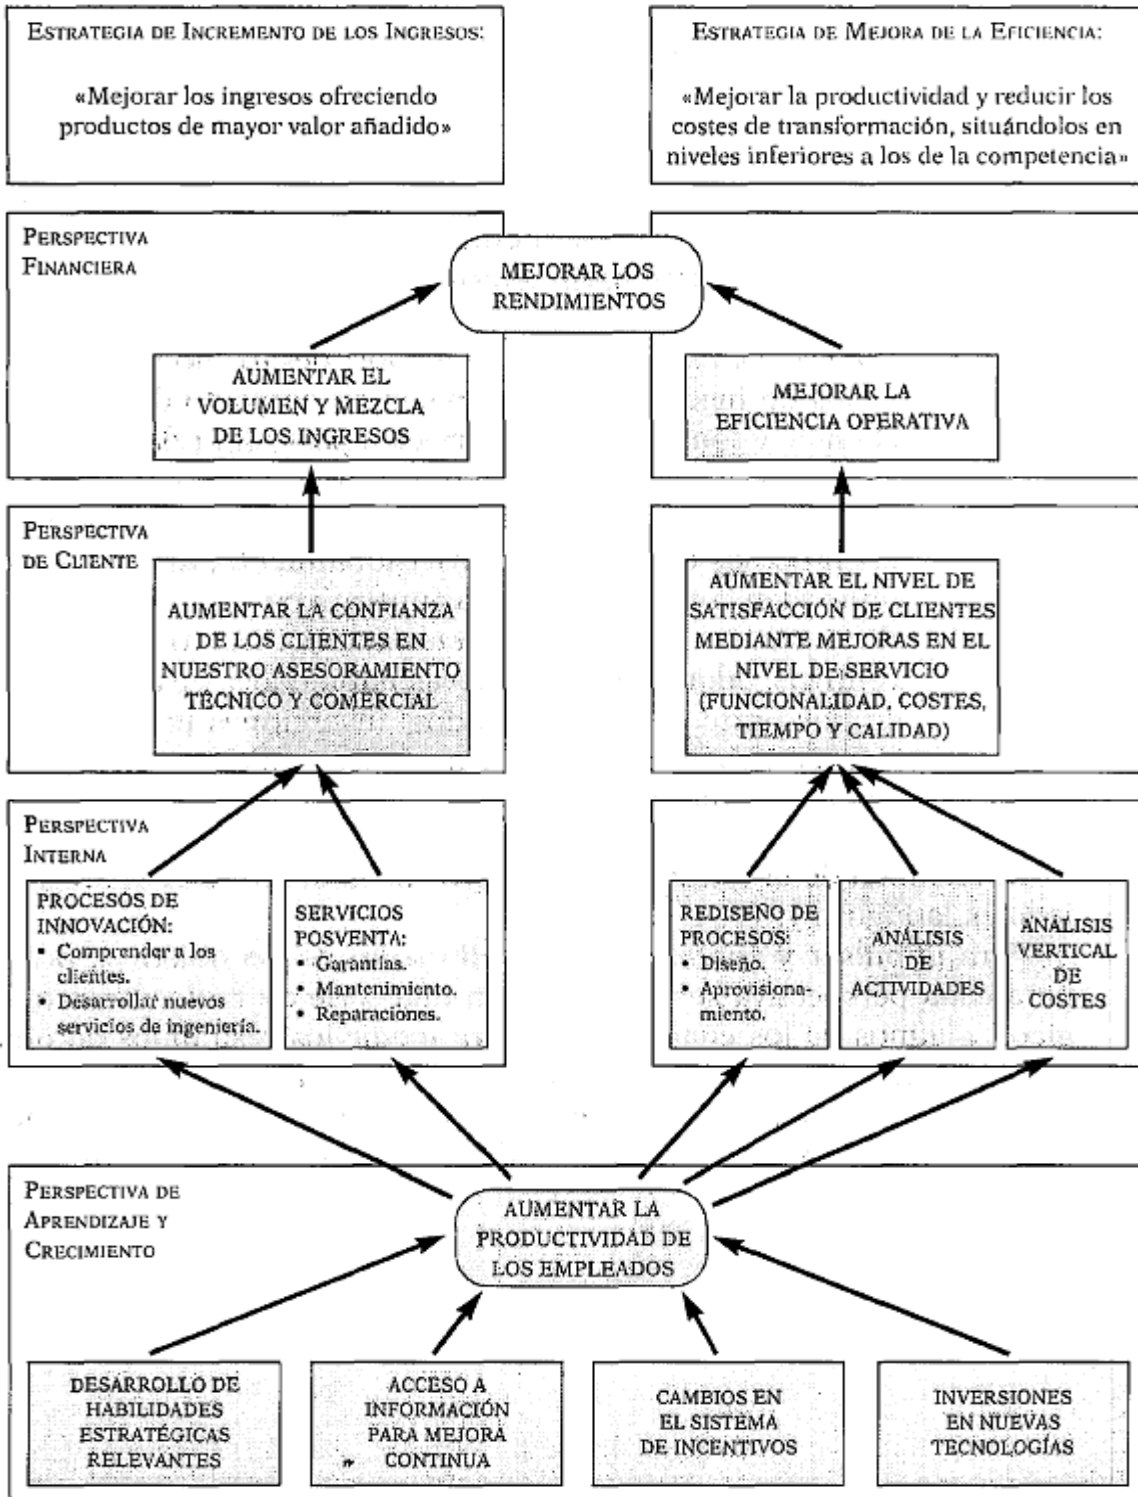 ESTRATEGIA DE INCREMENTO DE LOS INGRESOS:
«Mejorar los ingresos ofreciendo
productos de mayor valor añadido»
ESTRATEGIA DE MEJORA DE LA EFICIENCIA:
«Mejorar la productividad y reducir los
costes de transformación, situándolos en
niveles inferiores a los de la competencia»
PERSPECTIVA
FINANCIERA
MEJORAR LOS
RENDIMIENTOS
AUMENTAR EL
VOLUMEN Y MEZCLA
DE LOS INGRESOS
MEJORAR LA
EFICIENCIA OPERATIVA
PERSPECTIVA
DE CLIENTE
AUMENTAR LA CONFIANZA
DE LOS CLIENTES EN
NUESTRO ASESORAMIENTO
TÉCNICO Y COMERCIAL
AUMENTAR EL NIVEL DE
SATISFACCIÓN DE CLIENTES
MEDIANTE MEJORAS EN EL
NIVEL DE SERVICIO
(FUNCIONALIDAD, COSTES,
TIEMPO Y CALIDAD)
PERSPECTIVA
INTERNA
PROCESOS DE
INNOVACIÓN:
• Comprender a los
clientes.
• Desarrollar nuevos
servicios de ingeniería.
SERVICIOS
POSVENTA:
• Garantías.
• Mantenimiento.
• Reparaciones.
REDISEÑO DE
PROCESOS:
• Diseño.
• Aprovisiona-
miento.
ANÁLISIS
DE
ACTIVIDADES
ANÁLISIS
VERTICAL
DE
COSTES
PERSPECTIVA DE
APRENDIZAJE Y
CRECIMIENTO
AUMENTAR LA
PRODUCTIVIDAD DE
LOS EMPLEADOS
DESARROLLO DE
HABILIDADES
ESTRATÉGICAS
RELEVANTES
ACCESO A
INFORMACIÓN
PARA MEJORA
CONTINUA
CAMBIOS EN
EL SISTEMA
DE INCENTIVOS
INVERSIONES
EN NUEVAS
TECNOLOGÍAS